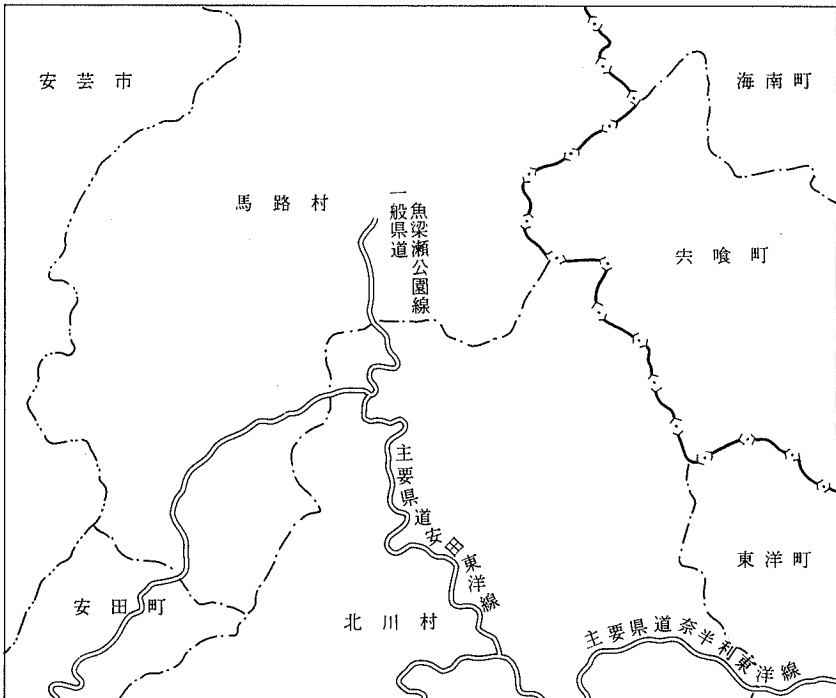 安芸市
海南町
馬路村
一般県道
魚梁瀬公園線
宍喰町
主要県道安田東洋線
東洋町
安田町
北川村
主要県道奈半利東洋線